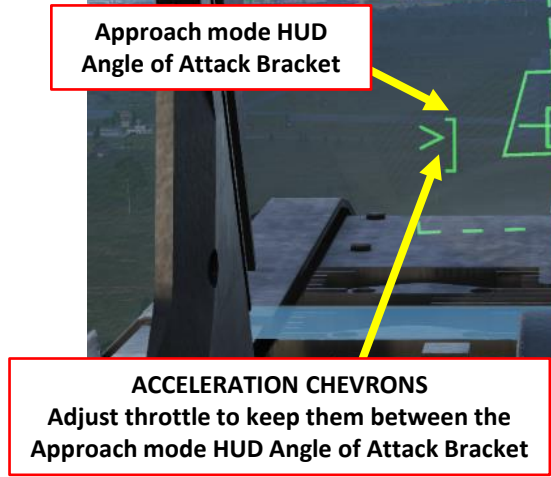 Approach mode HUD
Angle of Attack Bracket
ACCELERATION CHEVRONS
Adjust throttle to keep them between the
Approach mode HUD Angle of Attack Bracket